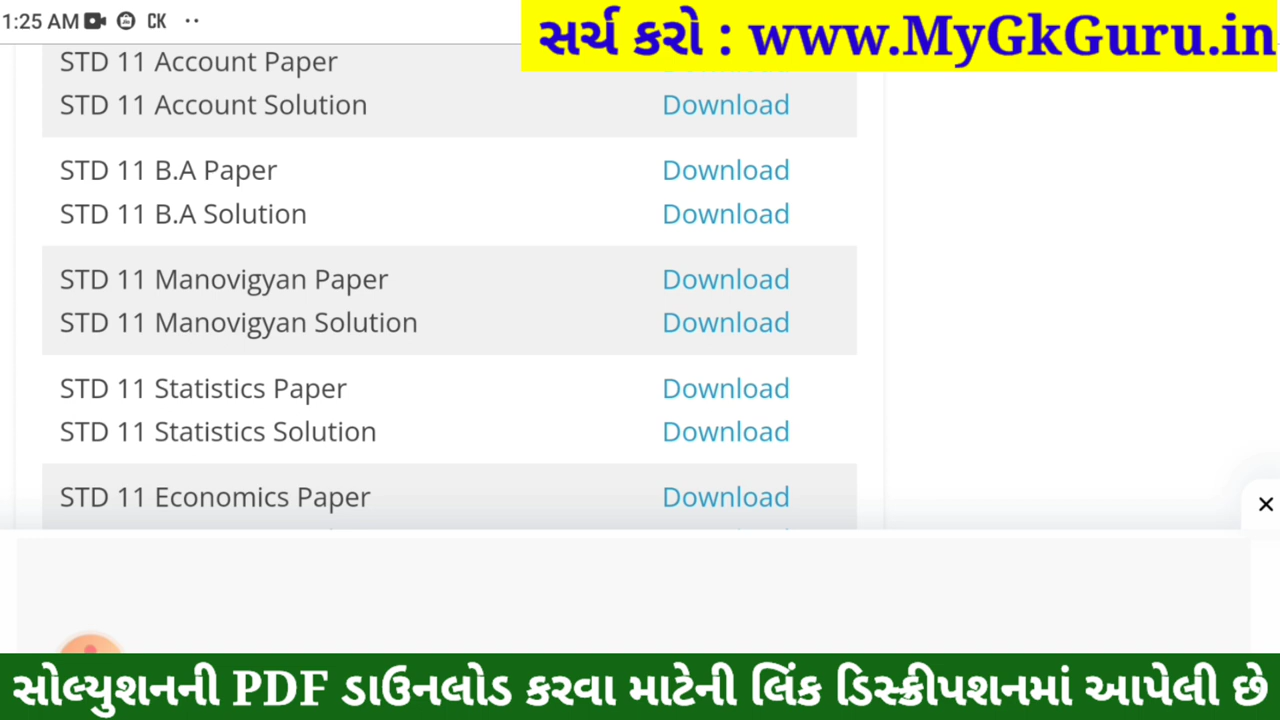 1:25 AM CK ••
સર્ચ કરો : www.MyGkGuru.in
STD 11 Account Paper
STD 11 Account Solution Download
STD 11 B.A Paper Download
STD 11 B.A Solution Download
STD 11 Manovigyan Paper Download
STD 11 Manovigyan Solution Download
STD 11 Statistics Paper Download
STD 11 Statistics Solution Download
STD 11 Economics Paper Download
સોલ્યુશનની PDF ડાઉનલોડ કરવા માટેની લિંક ડિસ્ક્રીપશનમાં આપેલી છે